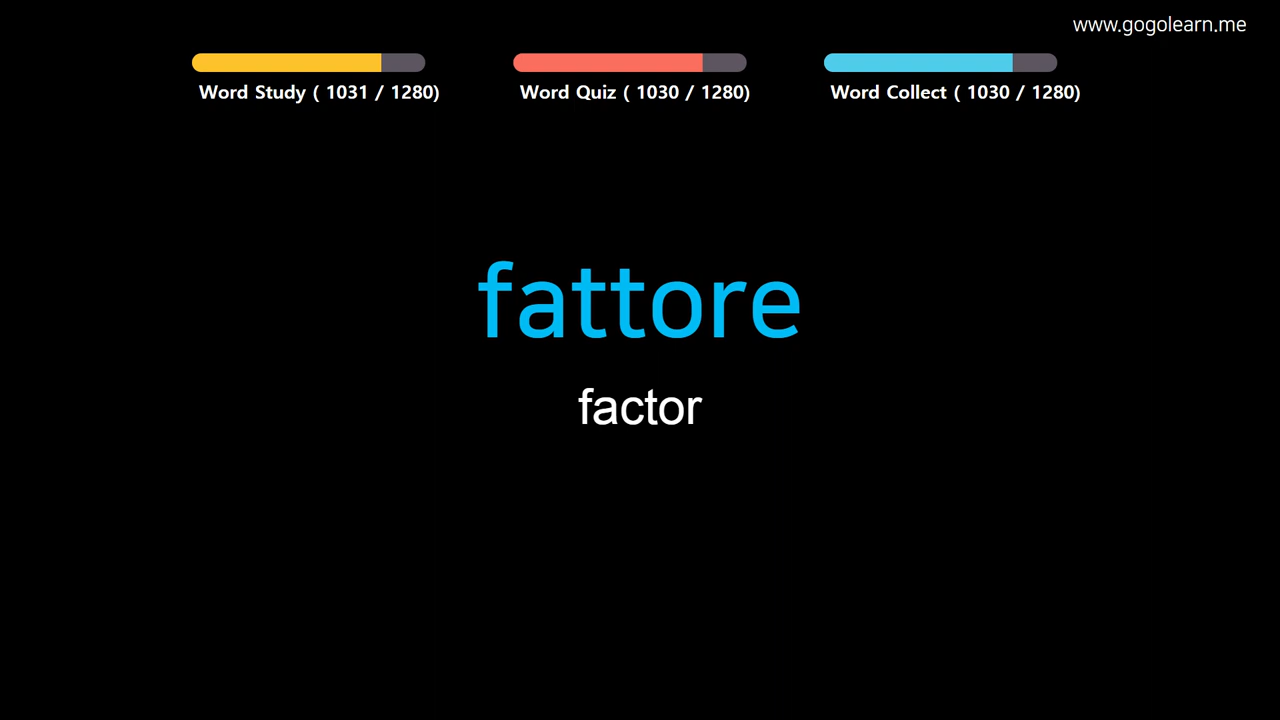 www.gogolearn.me
Word Study ( 1031 / 1280)
Word Quiz ( 1030 / 1280)
Word Collect ( 1030 / 1280)
fattore
factor